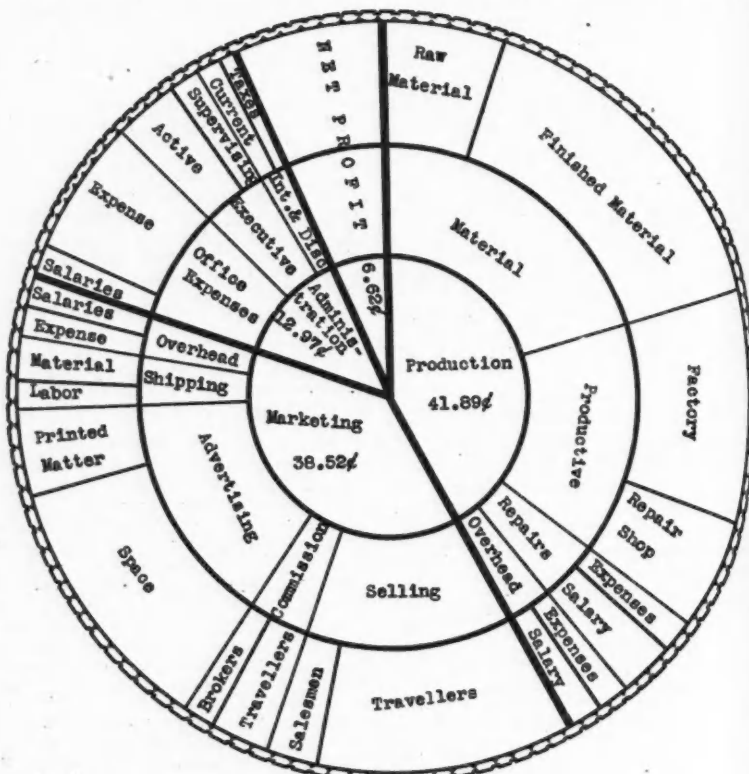 NET PROFIT 6.62¢
Raw
Material
Finished Material
Material
Production
41.89¢
Productive
Factory
Repair
Shop
Repairs
Expenses
Salary
Overhead
Expenses
Salary
Marketing
38.52¢
Selling
Travellers
Salesmen
Commission
Travellers
Brokers
Advertising
Space
Printed
Matter
Shipping
Labor
Material
Overhead
Expense
Salaries
Adminis-
tration
12.97¢
Office
Expenses
Salaries
Expense
Executive
Active
Supervising
Int.& Disc
Current
Taxes